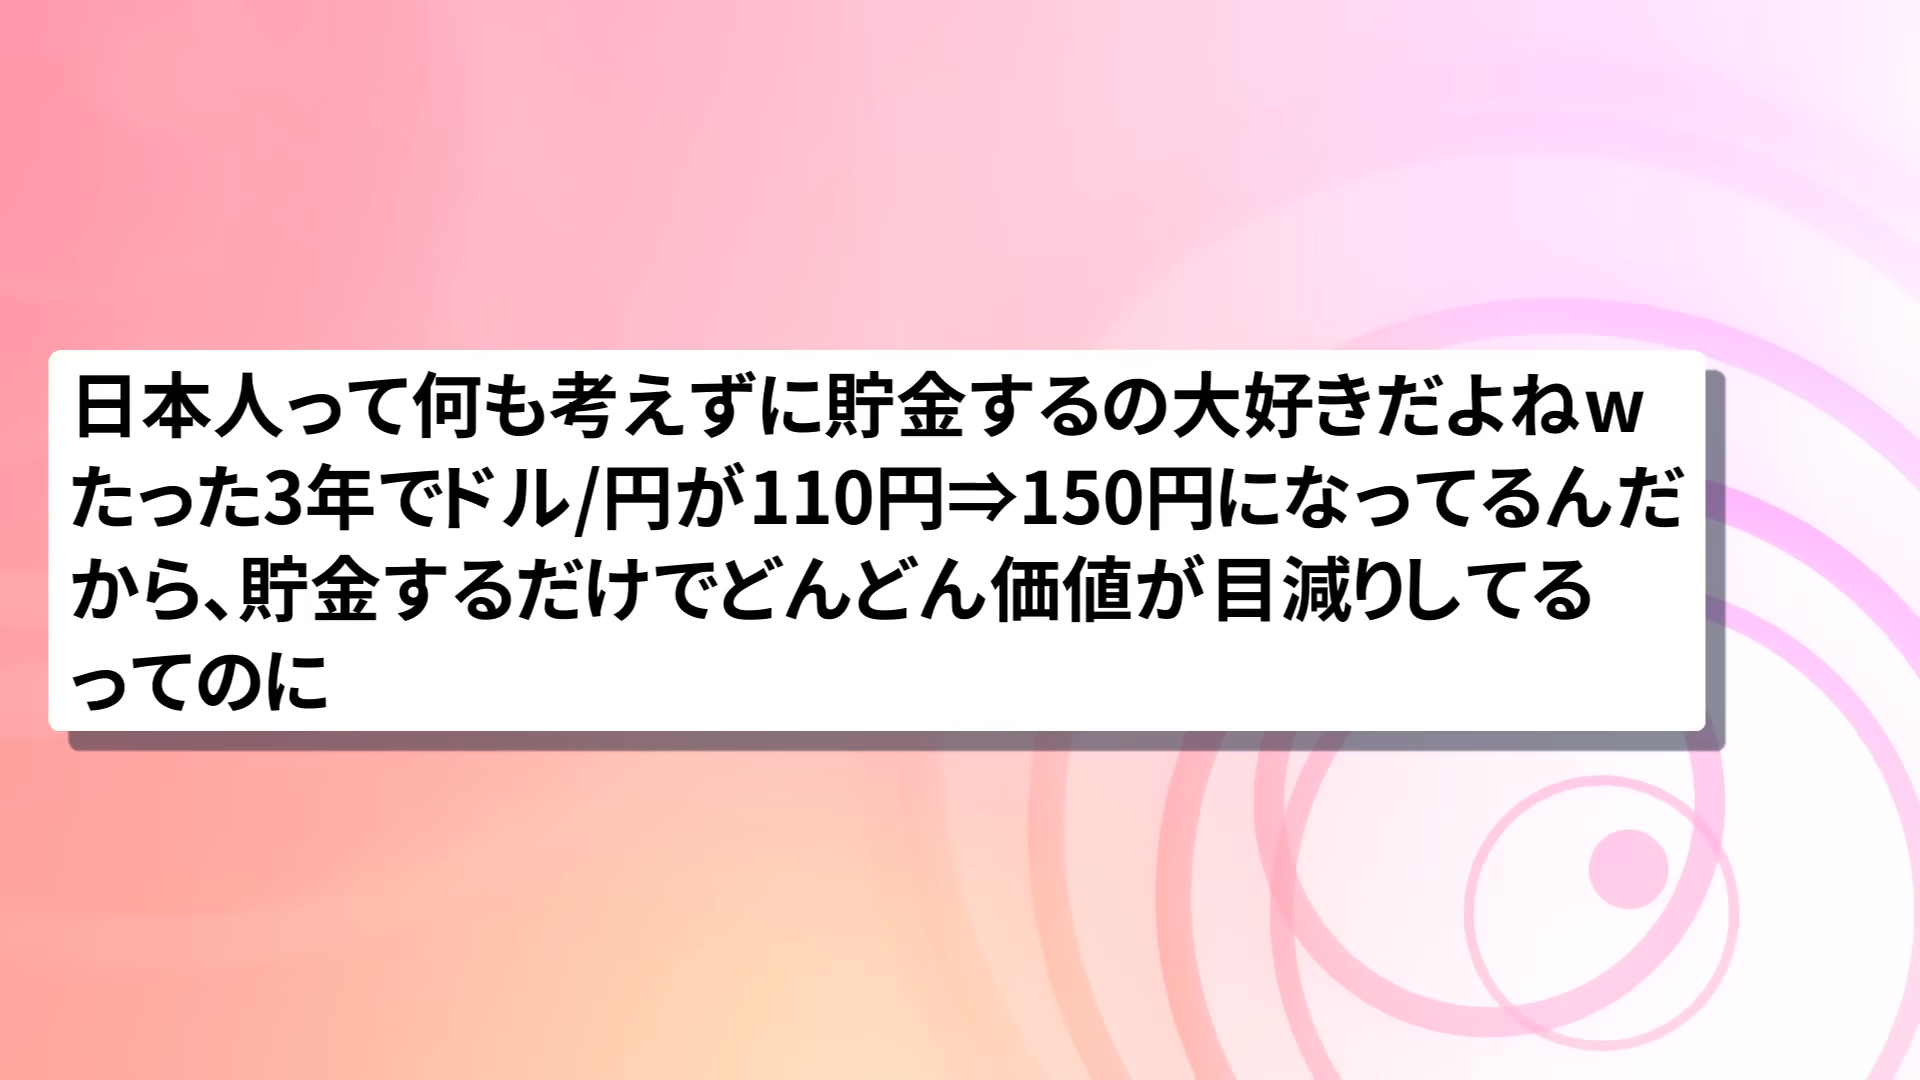 日本人って何も考えずに貯金するの大好きだよねw
たった3年でドル/円が110円⇒150円になってるんだ
から、貯金するだけでどんどん価値が目減りしてる
ってのに